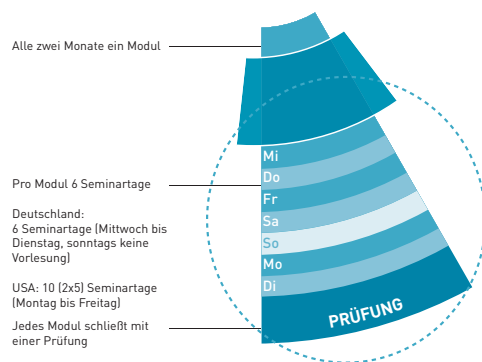 Alle zwei Monate ein Modul
Mi
Do
Fr
Sa
So
Mo
Di
PRÜFUNG
Pro Modul 6 Seminartage
Deutschland:
6 Seminartage (Mittwoch bis
Dienstag, sonntags keine
Vorlesung)
USA: 10 (2x5) Seminartage
(Montag bis Freitag)
Jedes Modul schließt mit
einer Prüfung